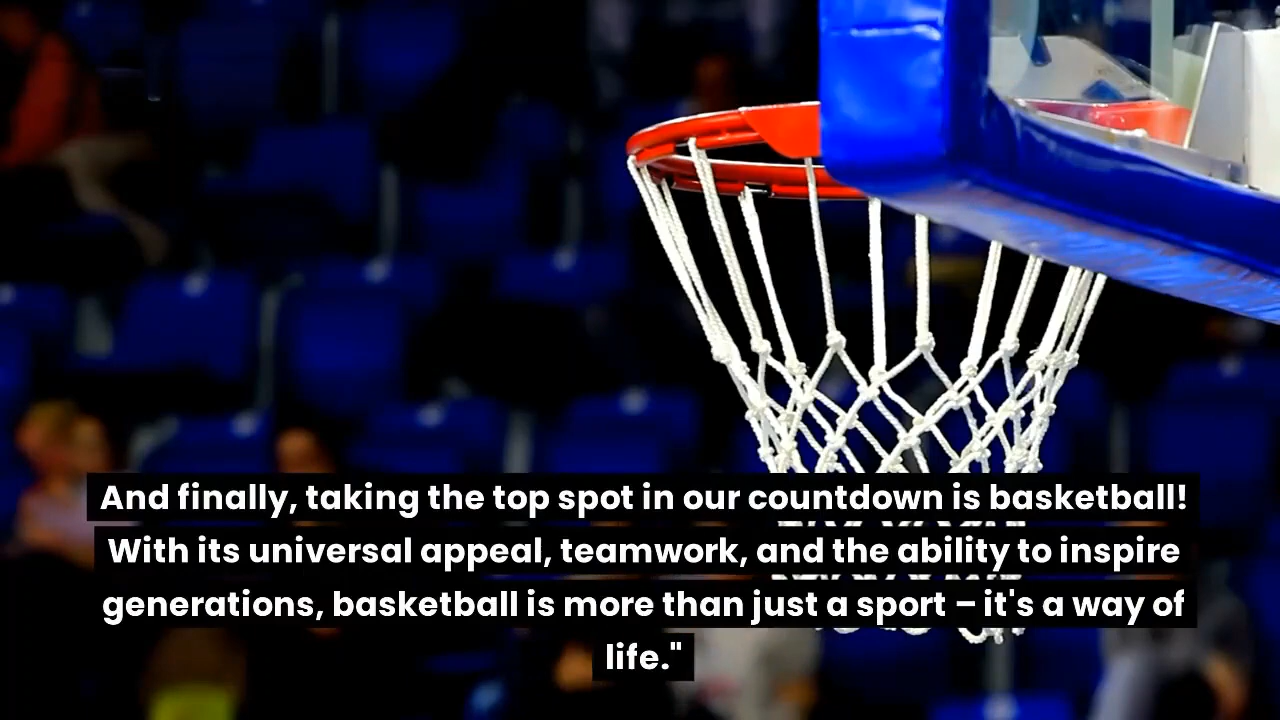 And finally, taking the top spot in our countdown is basketball!
With its universal appeal, teamwork, and the ability to inspire
generations, basketball is more than just a sport – it's a way of
life."